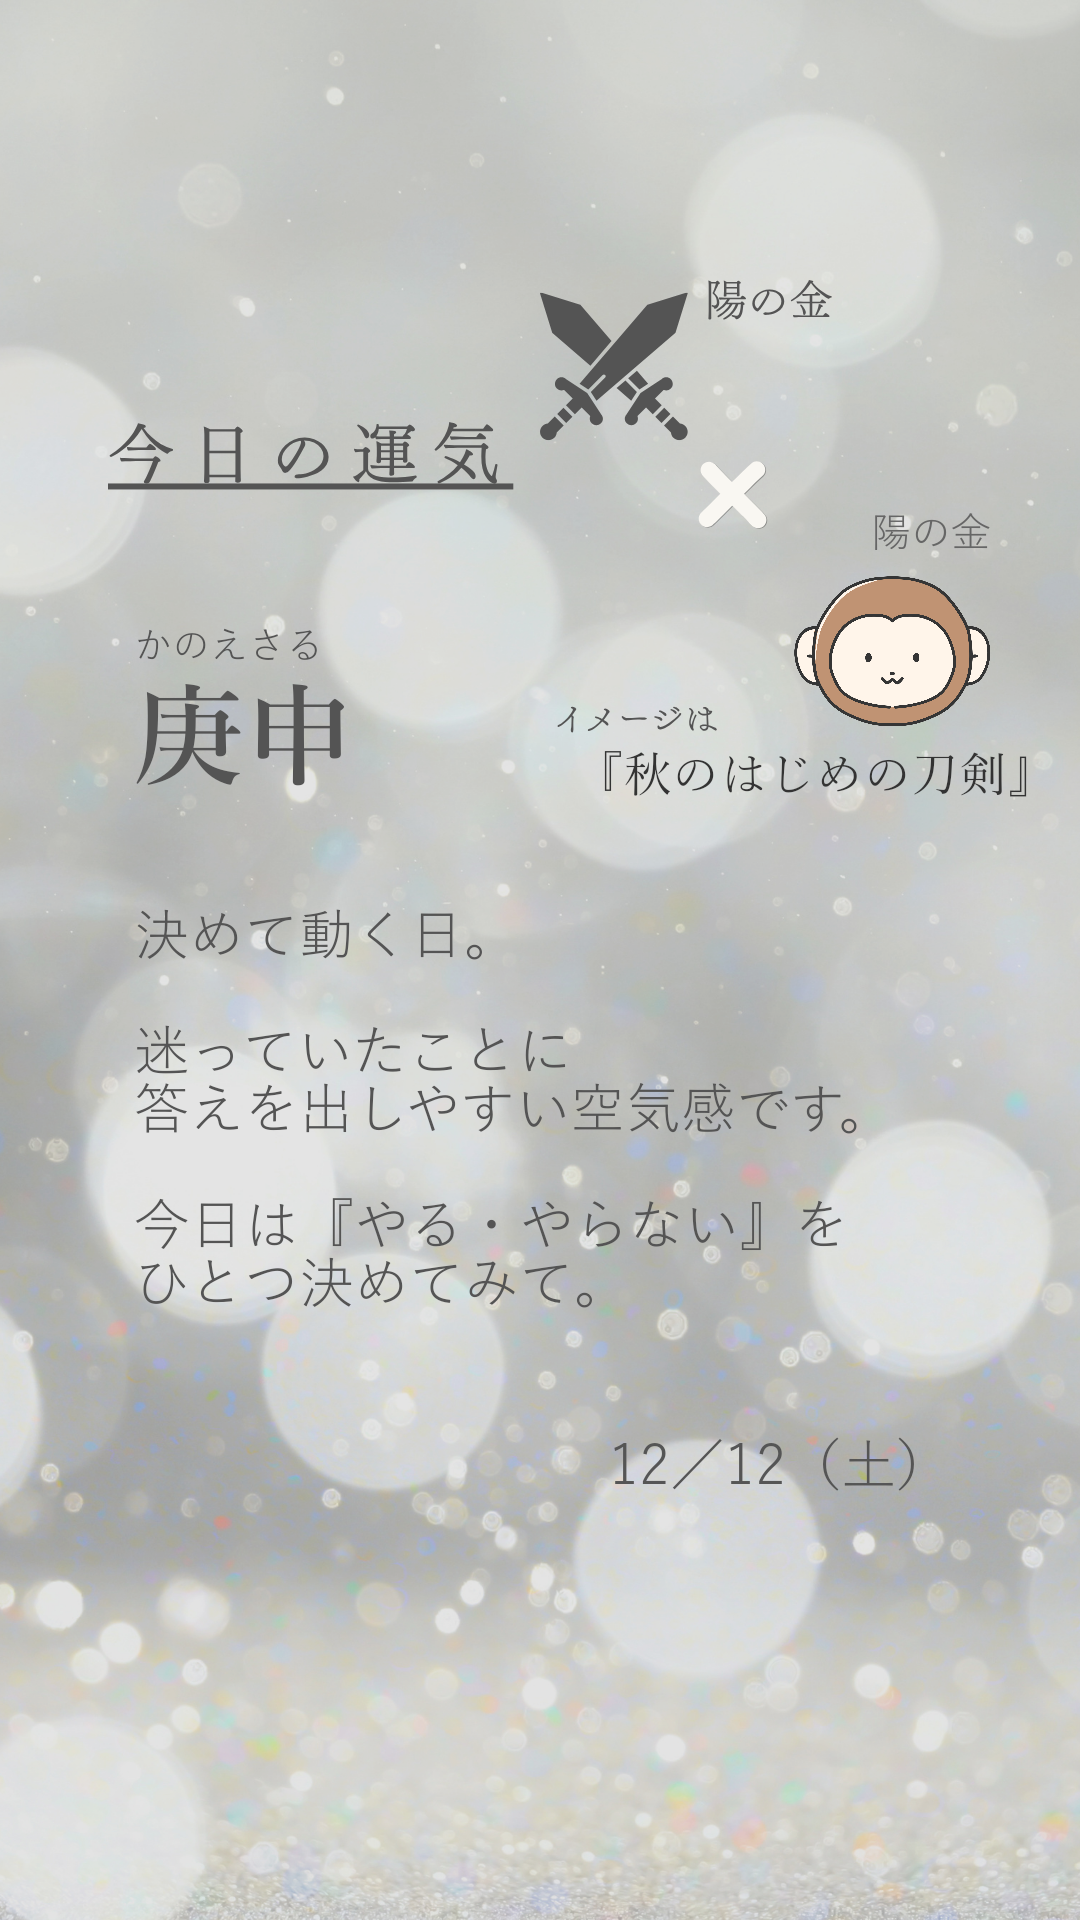 陽の金
今日の運気
陽の金
かのえさる
庚申
イメージは
『秋のはじめの刀剣』
決めて動く日。
迷っていたことに
答えを出しやすい空気感です。
今日は『やる・やらない』を
ひとつ決めてみて。
12／12（土）